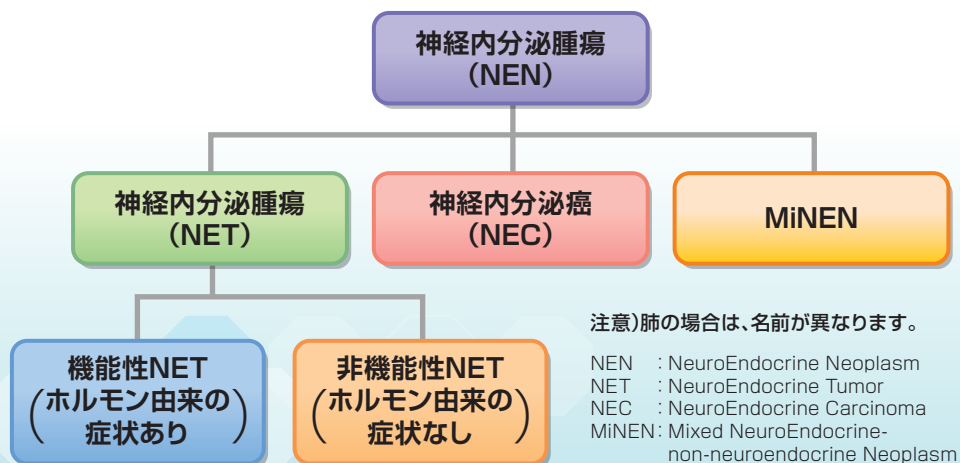 神経内分泌腫瘍
（NEN）
神経内分泌腫瘍
（NET）
神経内分泌癌
（NEC）
MiNEN
機能性NET
（ホルモン由来の
症状あり）
非機能性NET
（ホルモン由来の
症状なし）
注意）肺の場合は、名前が異なります。
NEN ：NeuroEndocrine Neoplasm
NET ：NeuroEndocrine Tumor
NEC ：NeuroEndocrine Carcinoma
MiNEN：Mixed NeuroEndocrine-
non-neuroendocrine Neoplasm